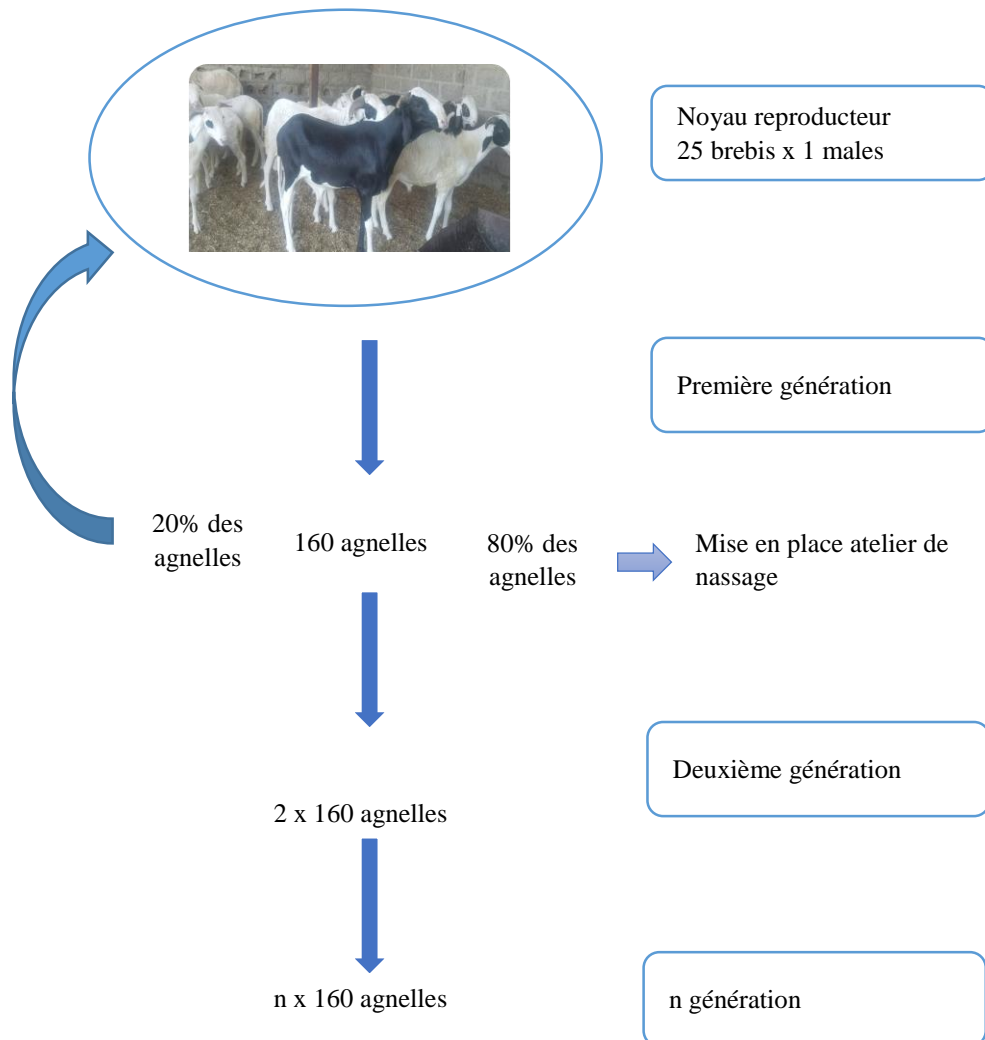 Noyau reproducteur
25 brebis x 1 males
Première génération
20% des
agnelles
160 agnelles
80% des
agnelles
Mise en place atelier de
nassage
Deuxième génération
2 x 160 agnelles
n x 160 agnelles
n génération